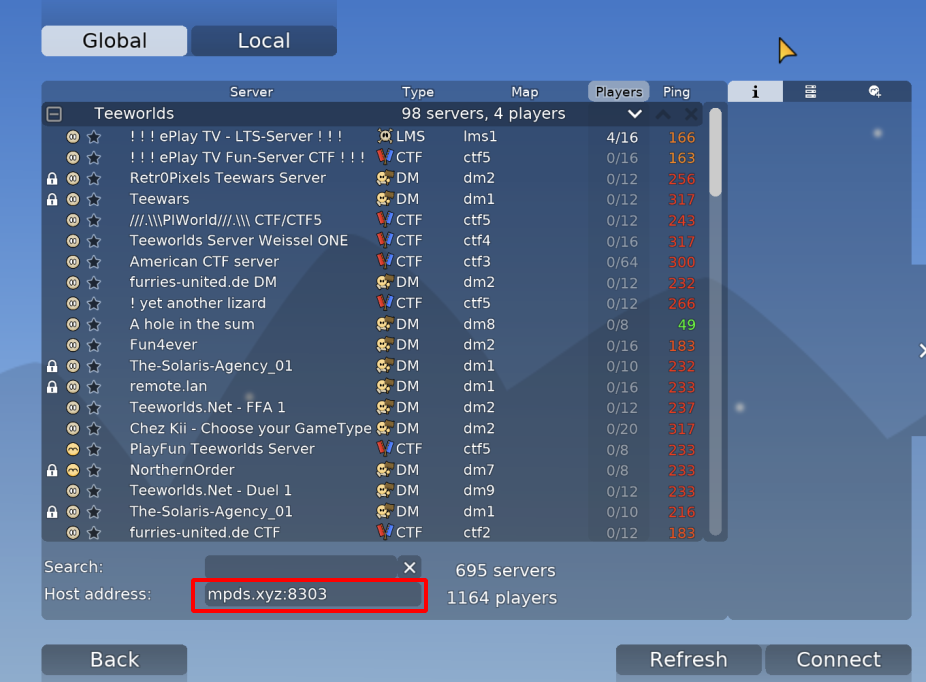 Global Local
Server Type Map Players Ping
Teeworlds 98 servers, 4 players
! ! ! ePlay TV - LTS-Server ! ! ! LMS lms1 4/16 166
! ! ! ePlay TV Fun-Server CTF ! ! ! CTF ctf5 0/16 163
Retr0Pixels Teewars Server DM dm2 0/12 256
Teewars DM dm1 0/12 317
///.\\\PIWorld///.\\\ CTF/CTF5 CTF ctf5 0/12 243
Teeworlds Server Weissel ONE CTF ctf4 0/16 317
American CTF server CTF ctf3 0/64 300
furries-united.de DM DM dm2 0/12 232
! yet another lizard CTF ctf5 0/12 266
A hole in the sum DM dm8 0/8 49
Fun4ever DM dm2 0/16 183
The-Solaris-Agency_01 DM dm1 0/10 232
remote.lan DM dm1 0/16 233
Teeworlds.Net - FFA 1 DM dm2 0/12 237
Chez Kii - Choose your GameType DM dm2 0/20 317
PlayFun Teeworlds Server CTF ctf5 0/8 233
NorthernOrder DM dm7 0/8 233
Teeworlds.Net - Duel 1 DM dm9 0/12 233
The-Solaris-Agency_01 DM dm1 0/10 216
furries-united.de CTF CTF ctf2 0/12 183
Search: 695 servers
Host address: mpds.xyz:8303 1164 players
Back Refresh Connect